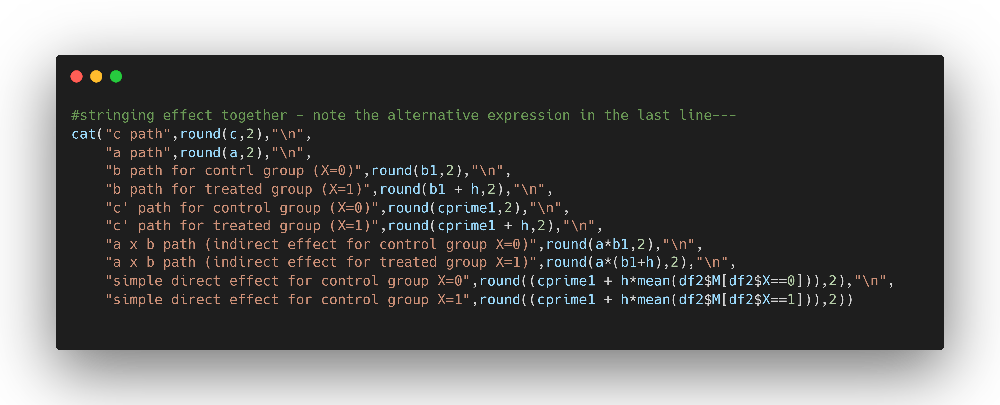 #stringing effect together - note the alternative expression in the last line---
cat("c path",round(c,2),"\n",
    "a path",round(a,2),"\n",
    "b path for contrl group (X=0)",round(b1,2),"\n",
    "b path for treated group (X=1)",round(b1 + h,2),"\n",
    "c' path for control group (X=0)",round(cprime1,2),"\n",
    "c' path for treated group (X=1)",round(cprime1 + h,2),"\n",
    "a x b path (indirect effect for control group X=0)",round(a*b1,2),"\n",
    "a x b path (indirect effect for treated group X=1)",round(a*(b1+h),2),"\n",
    "simple direct effect for control group X=0",round((cprime1 + h*mean(df2$M[df2$X==0])),2),"\n",
    "simple direct effect for control group X=1",round((cprime1 + h*mean(df2$M[df2$X==1])),2))